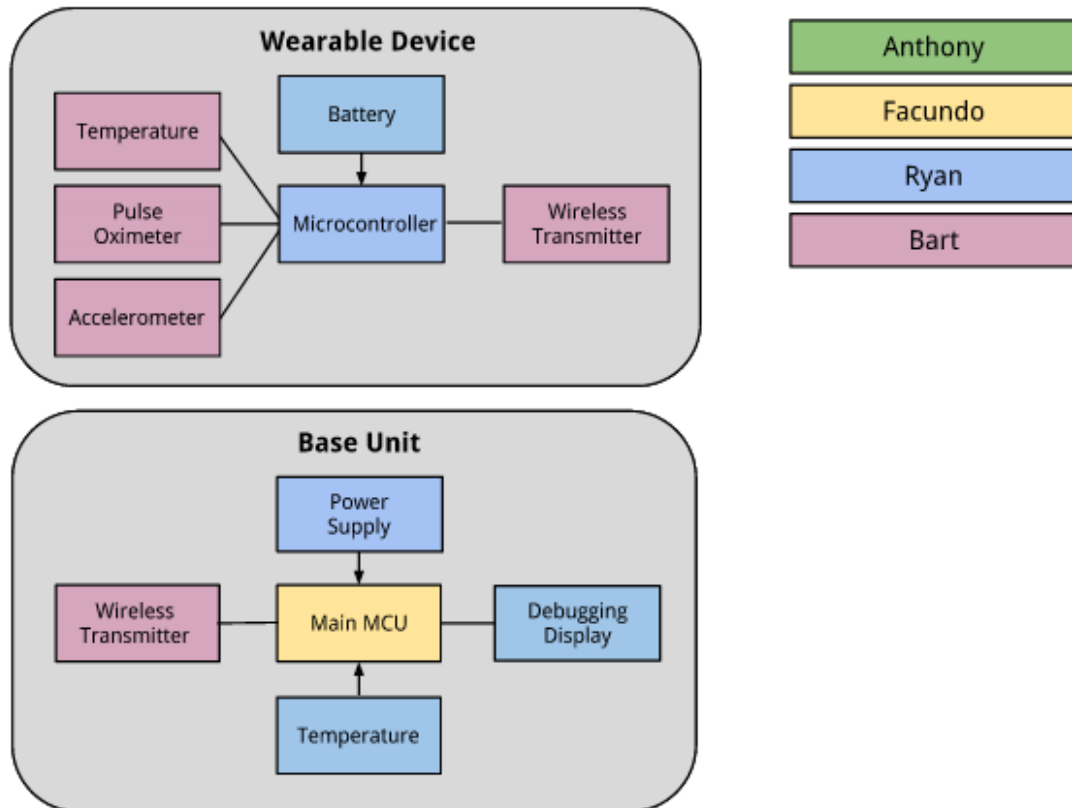 Wearable Device
Temperature
Battery
Pulse
Oximeter
Microcontroller
Wireless
Transmitter
Accelerometer
Anthony
Facundo
Ryan
Bart
Base Unit
Power
Supply
Wireless
Transmitter
Main MCU
Debugging
Display
Temperature